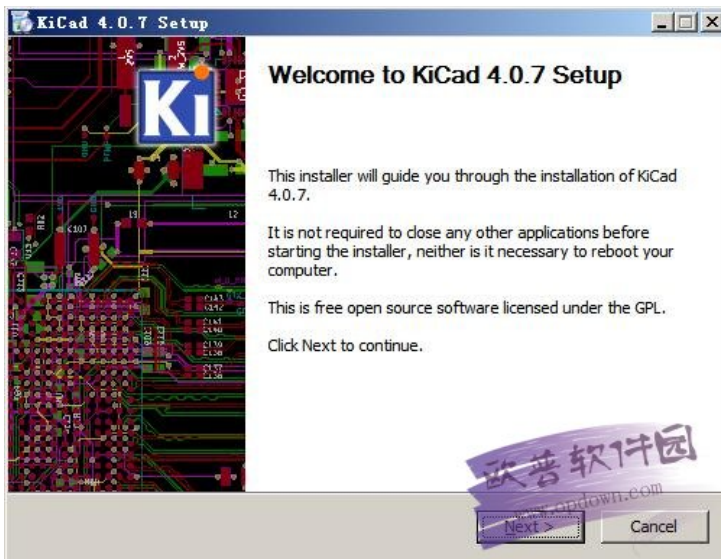 KiCad 4.0.7 Setup
Ki
Welcome to KiCad 4.0.7 Setup
This installer will guide you through the installation of KiCad
4.0.7.
It is not required to close any other applications before
starting the installer, neither is it necessary to reboot your
computer.
This is free open source software licensed under the GPL.
Click Next to continue.
欧普软件园
www.opdown.com
Next >
Cancel